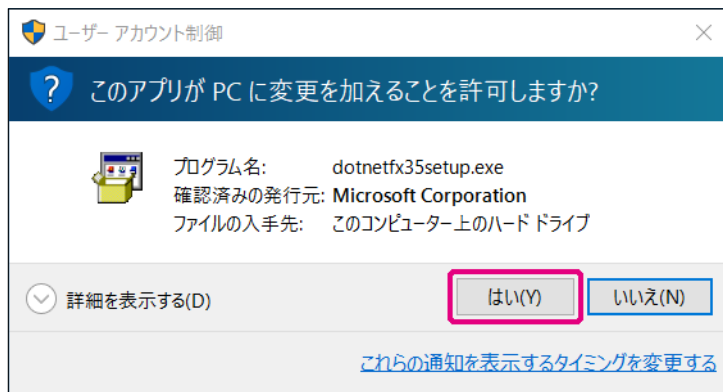 ユーザー アカウント制御
このアプリが PC に変更を加えることを許可しますか?
プログラム名: dotnetfx35setup.exe
確認済みの発行元: Microsoft Corporation
ファイルの入手先: このコンピューター上のハード ドライブ
詳細を表示する(D)
はい(Y)
いいえ(N)
これらの通知を表示するタイミングを変更する